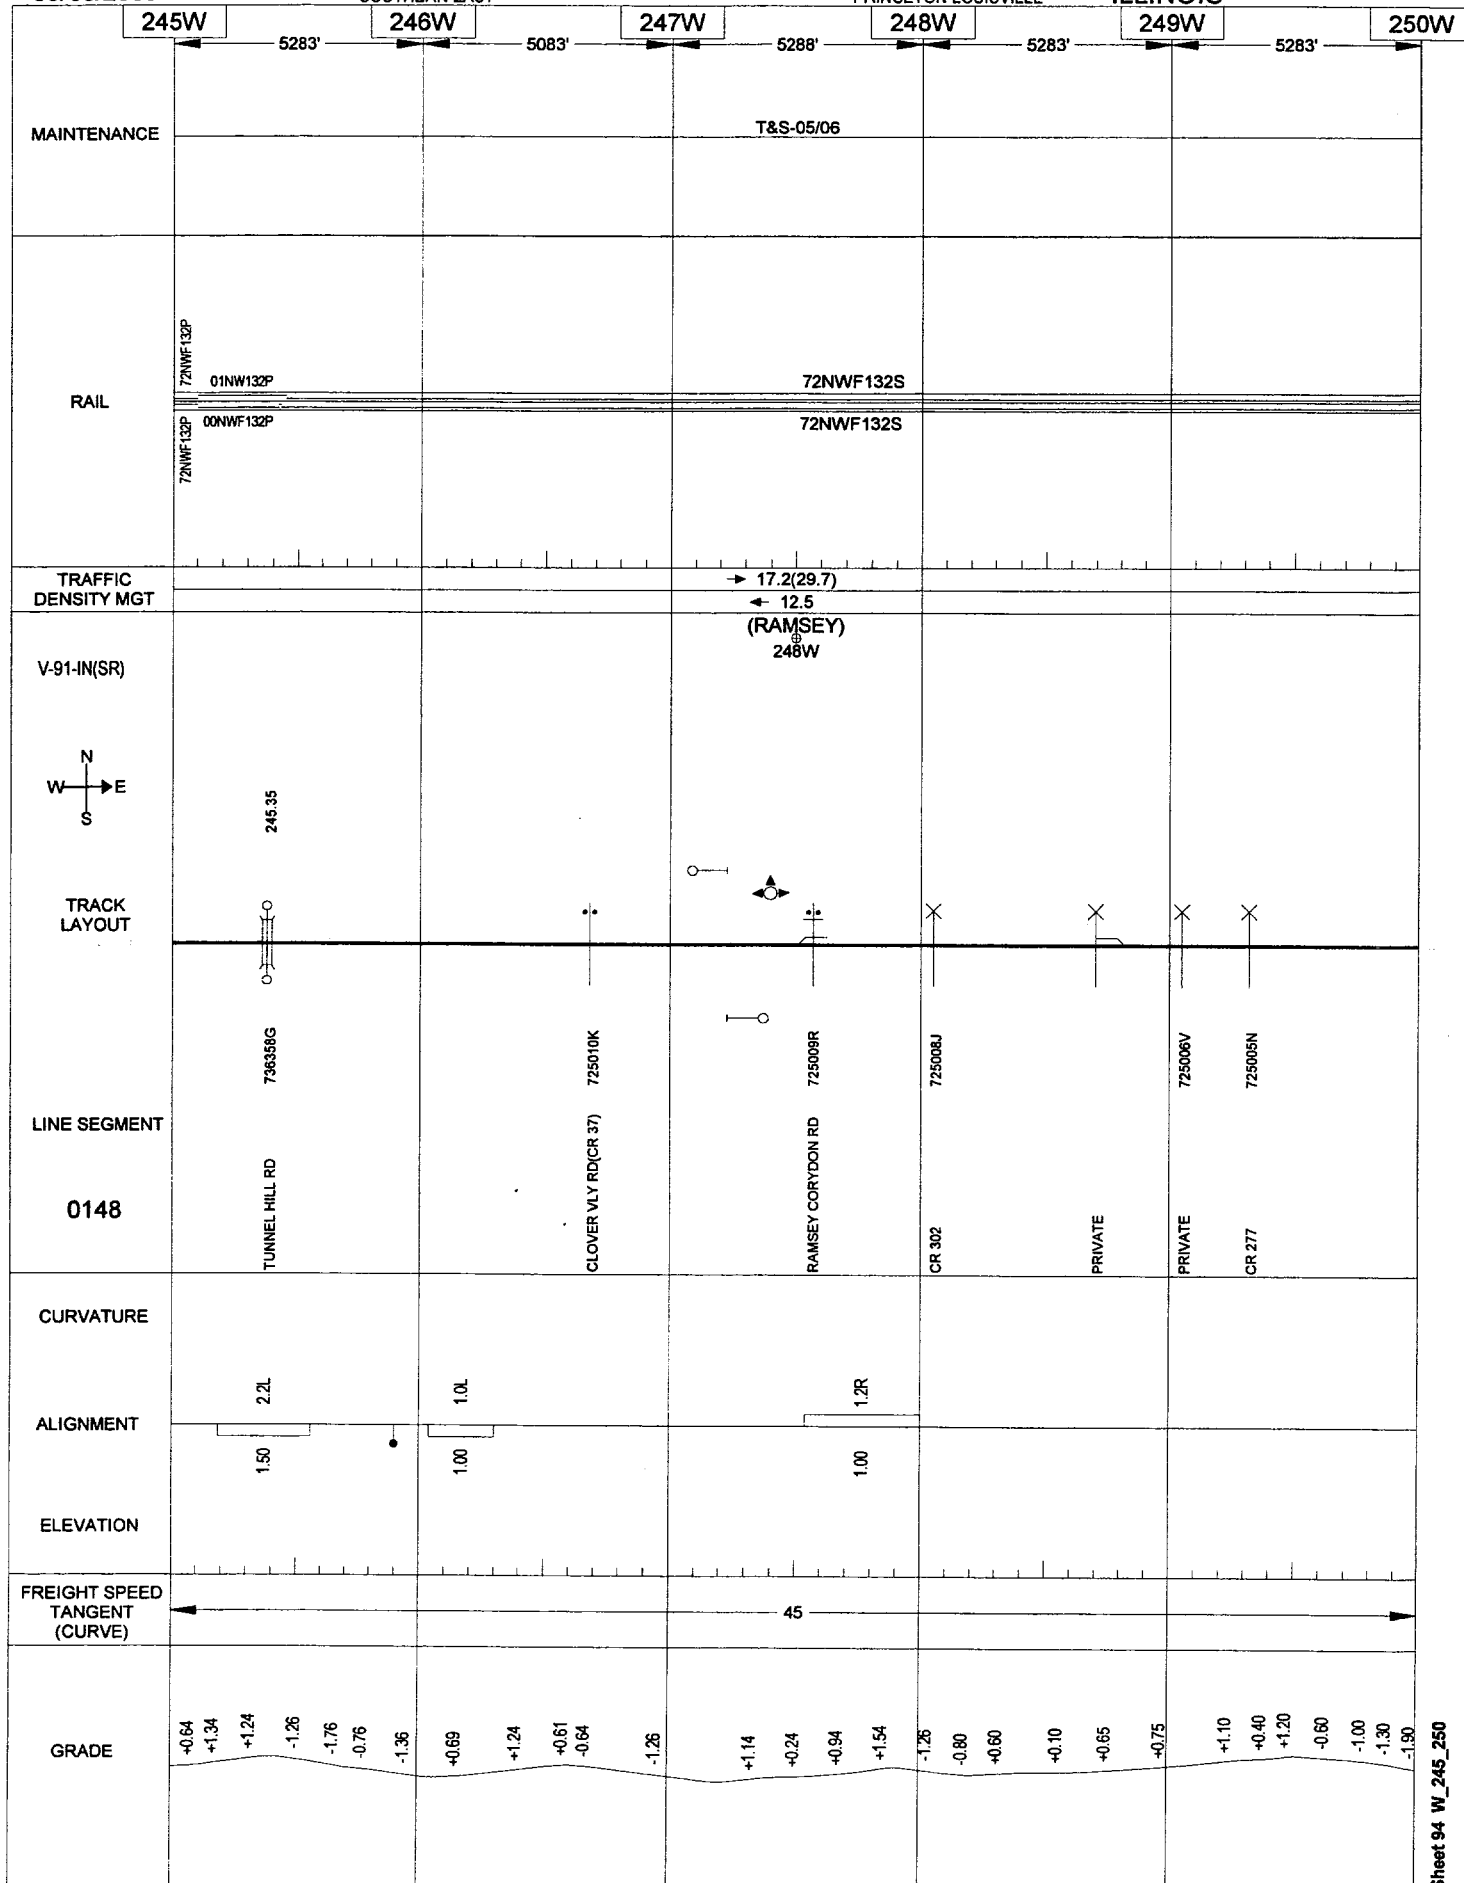 245W 246W 247W 248W 249W 250W
5283' 5083' 5288' 5283' 5283'
MAINTENANCE
T&S-05/06
RAIL
72NWF132P
01NW132P
72NWF132S
72NWF132P
00NWF132P
72NWF132S
TRAFFIC
DENSITY MGT
17.2(29.7)
12.5
(RAMSEY)
248W
V-91-IN(SR)
N
W E
S
245.35
TRACK
LAYOUT
736358G
725010K
725009R
725008J
725006V
725005N
LINE SEGMENT
0148
TUNNEL HILL RD
CLOVER VLY RD(CR 37)
RAMSEY CORYDON RD
CR 302
PRIVATE
PRIVATE
CR 277
CURVATURE
2.2L
1.0L
1.2R
ALIGNMENT
1.50
1.00
1.00
ELEVATION
FREIGHT SPEED
TANGENT
(CURVE)
45
GRADE
+0.64 +1.34 +1.24 -1.26 -1.76 -0.76 -1.36 +0.69 +1.24 +0.61 -0.64 -1.26 +1.14 +0.24 +0.94 +1.54 -1.26 -0.80 +0.60 +0.10 +0.65 +0.75 +1.10 +0.40 +1.20 -0.60 -1.00 -1.30 -1.90
Sheet 94 W_245_250